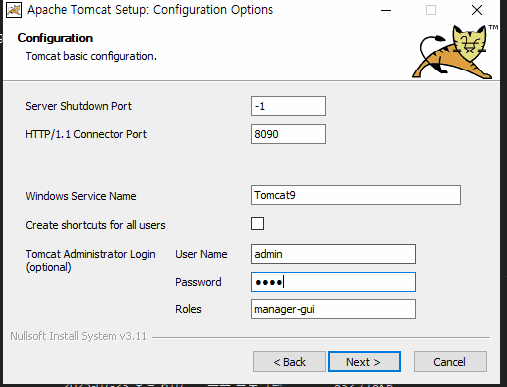 Apache Tomcat Setup: Configuration Options
Configuration
Tomcat basic configuration.
Server Shutdown Port -1
HTTP/1.1 Connector Port 8090
Windows Service Name Tomcat9
Create shortcuts for all users
Tomcat Administrator Login User Name admin
(optional)
Password ●●●●
Roles manager-gui
Nullsoft Install System v3.11
< Back Next > Cancel